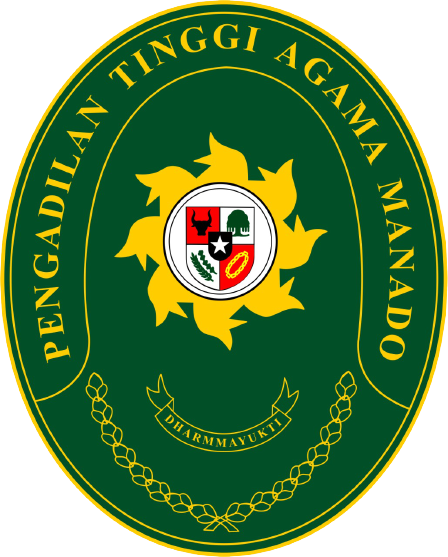 PENGADILAN TINGGI AGAMA MANADO
DHARMMAYUKTI